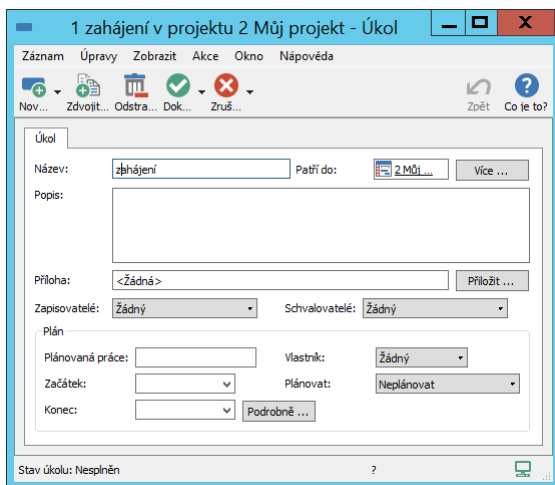 1 zahájení v projektu 2 Můj projekt - Úkol
Záznam Úpravy Zobrazit Akce Okno Nápověda
Nov... Zdvojit... Odstra... Dok... Zruš... Zpět Co je to?
Úkol
Název: zahájení Patří do: 2 Můj ... Více ...
Popis:
Příloha: <Žádná> Přiložit ...
Zapisovatelé: Žádný Schvalovatelé: Žádný
Plán
Plánovaná práce: Vlastník: Žádný
Začátek: Plánovat: Neplánovat
Konec: Podrobně ...
Stav úkolu: Nesplněn ?